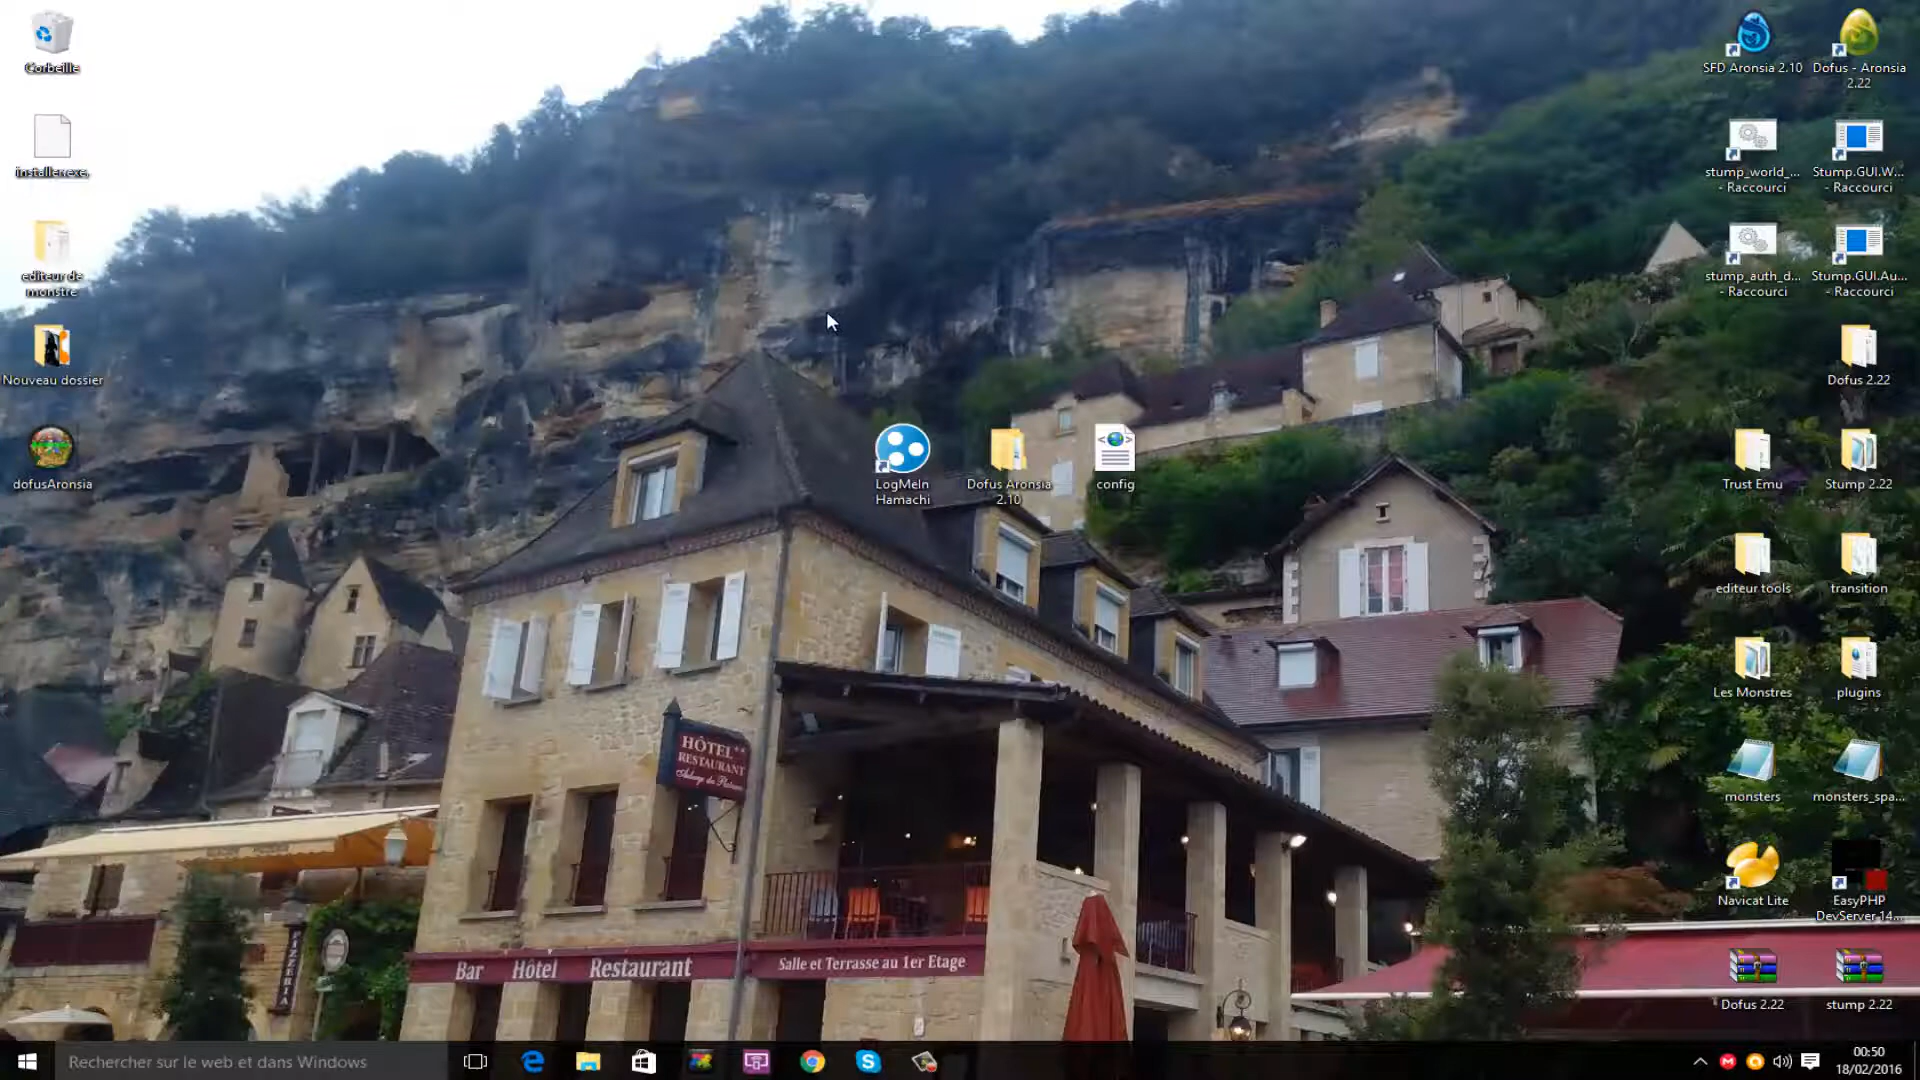 Corbeille
installerexe.
editeur de
monstre
Nouveau dossier
dofusAronsia
LogMeIn
Hamachi
Dofus Aronsia
2.10
config
SFD Aronsia 2.10
Dofus - Aronsia
2.22
stump_world_...
- Raccourci
Stump.GUI.W...
- Raccourci
stump_auth_d...
- Raccourci
Stump.GUI.Au...
- Raccourci
Dofus 2.22
Trust Emu
Stump 2.22
editeur tools
transition
Les Monstres
plugins
monsters
monsters_spa...
Navicat Lite
EasyPHP
DevServer 14...
Dofus 2.22
stump 2.22
HÔTEL**
RESTAURANT
PIZZERIA
Bar Hôtel Restaurant
Salle et Terrasse au 1er Etage
Rechercher sur le web et dans Windows
00:50
18/02/2016